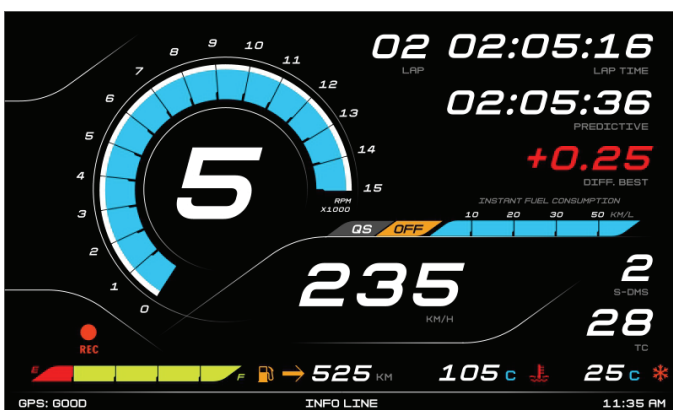 02 02:05:16
LAP LAP TIME
02:05:36
PREDICTIVE
+0.25
DIFF. BEST
0
1
2
3
4
5
6
7
8
9
10
11
12
13
14
15
RPM
X1000
5
INSTANT FUEL CONSUMPTION
10 20 30 50 KM/L
QS OFF
235
KM/H
2
S-DMS
28
TC
REC
E F 525 KM 105 C 25 C
GPS: GOOD INFO LINE 11:35 AM